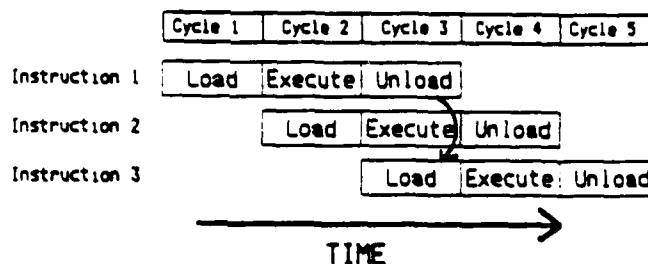 Cycle 1 Cycle 2 Cycle 3 Cycle 4 Cycle 5
Instruction 1 Load Execute Unload
Instruction 2 Load Execute Unload
Instruction 3 Load Execute Unload
TIME